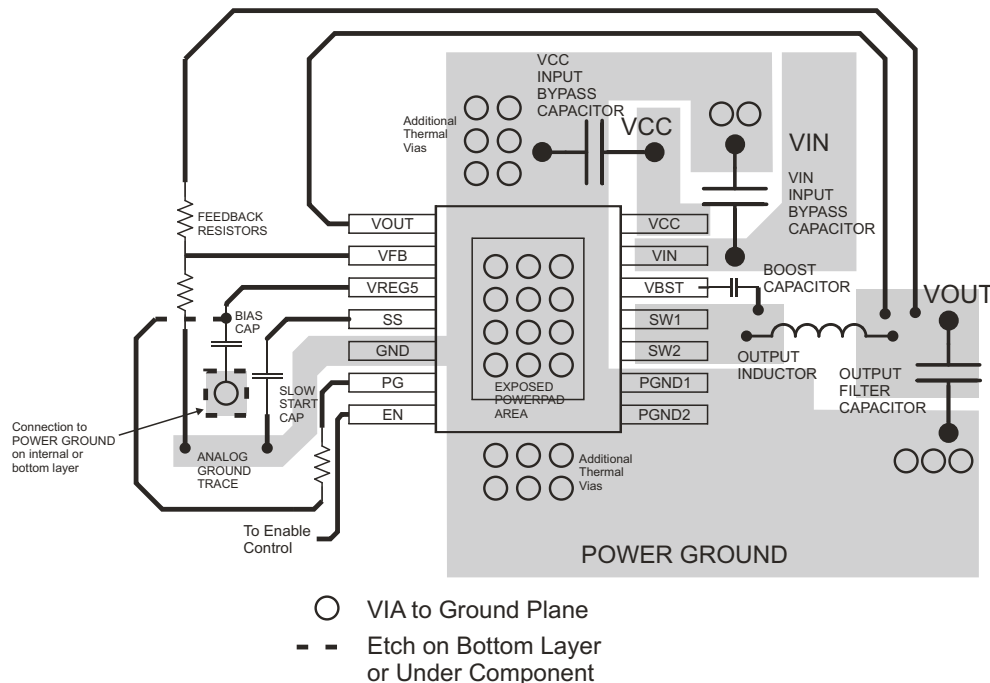 VCC
INPUT
BYPASS
CAPACITOR
Additional
Thermal
Vias
VCC
VIN
VIN
INPUT
BYPASS
CAPACITOR
FEEDBACK
RESISTORS
VOUT
VFB
VREG5
SS
GND
PG
EN
VCC
VIN
VBST
SW1
SW2
PGND1
PGND2
BOOST
CAPACITOR
VOUT
BIAS
CAP
SLOW
START
CAP
EXPOSED
POWERPAD
AREA
OUTPUT
INDUCTOR
OUTPUT
FILTER
CAPACITOR
Connection to
POWER GROUND
on internal or
bottom layer
ANALOG
GROUND
TRACE
Additional
Thermal
Vias
To Enable
Control
POWER GROUND
VIA to Ground Plane
Etch on Bottom Layer
or Under Component